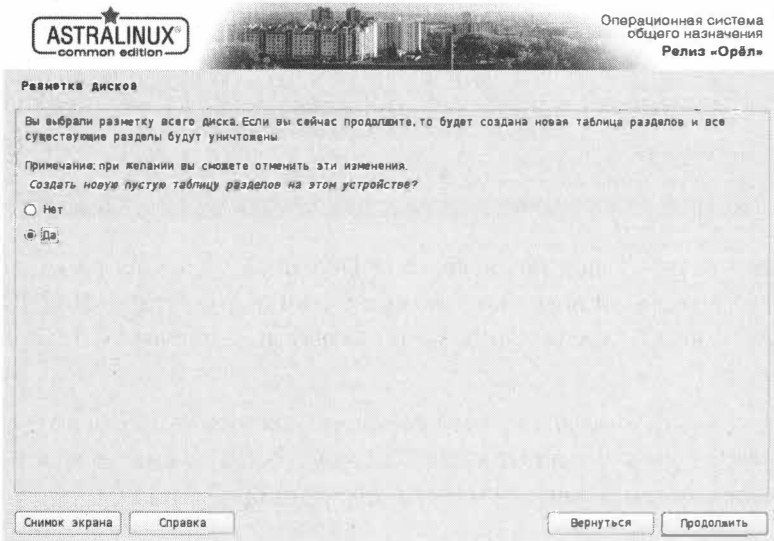 ASTRALINUX®
common edition
Операционная система
общего назначения
Релиз «Орёл»
Разметка дисков
Вы выбрали разметку всего диска. Если вы сейчас продолжите, то будет создана новая таблица разделов и все
существующие разделы будут уничтожены.
Примечание: при желании вы сможете отменить эти изменения.
Создать новую пустую таблицу разделов на этом устройстве?
Нет
Да
Снимок экрана
Справка
Вернуться
Продолжить